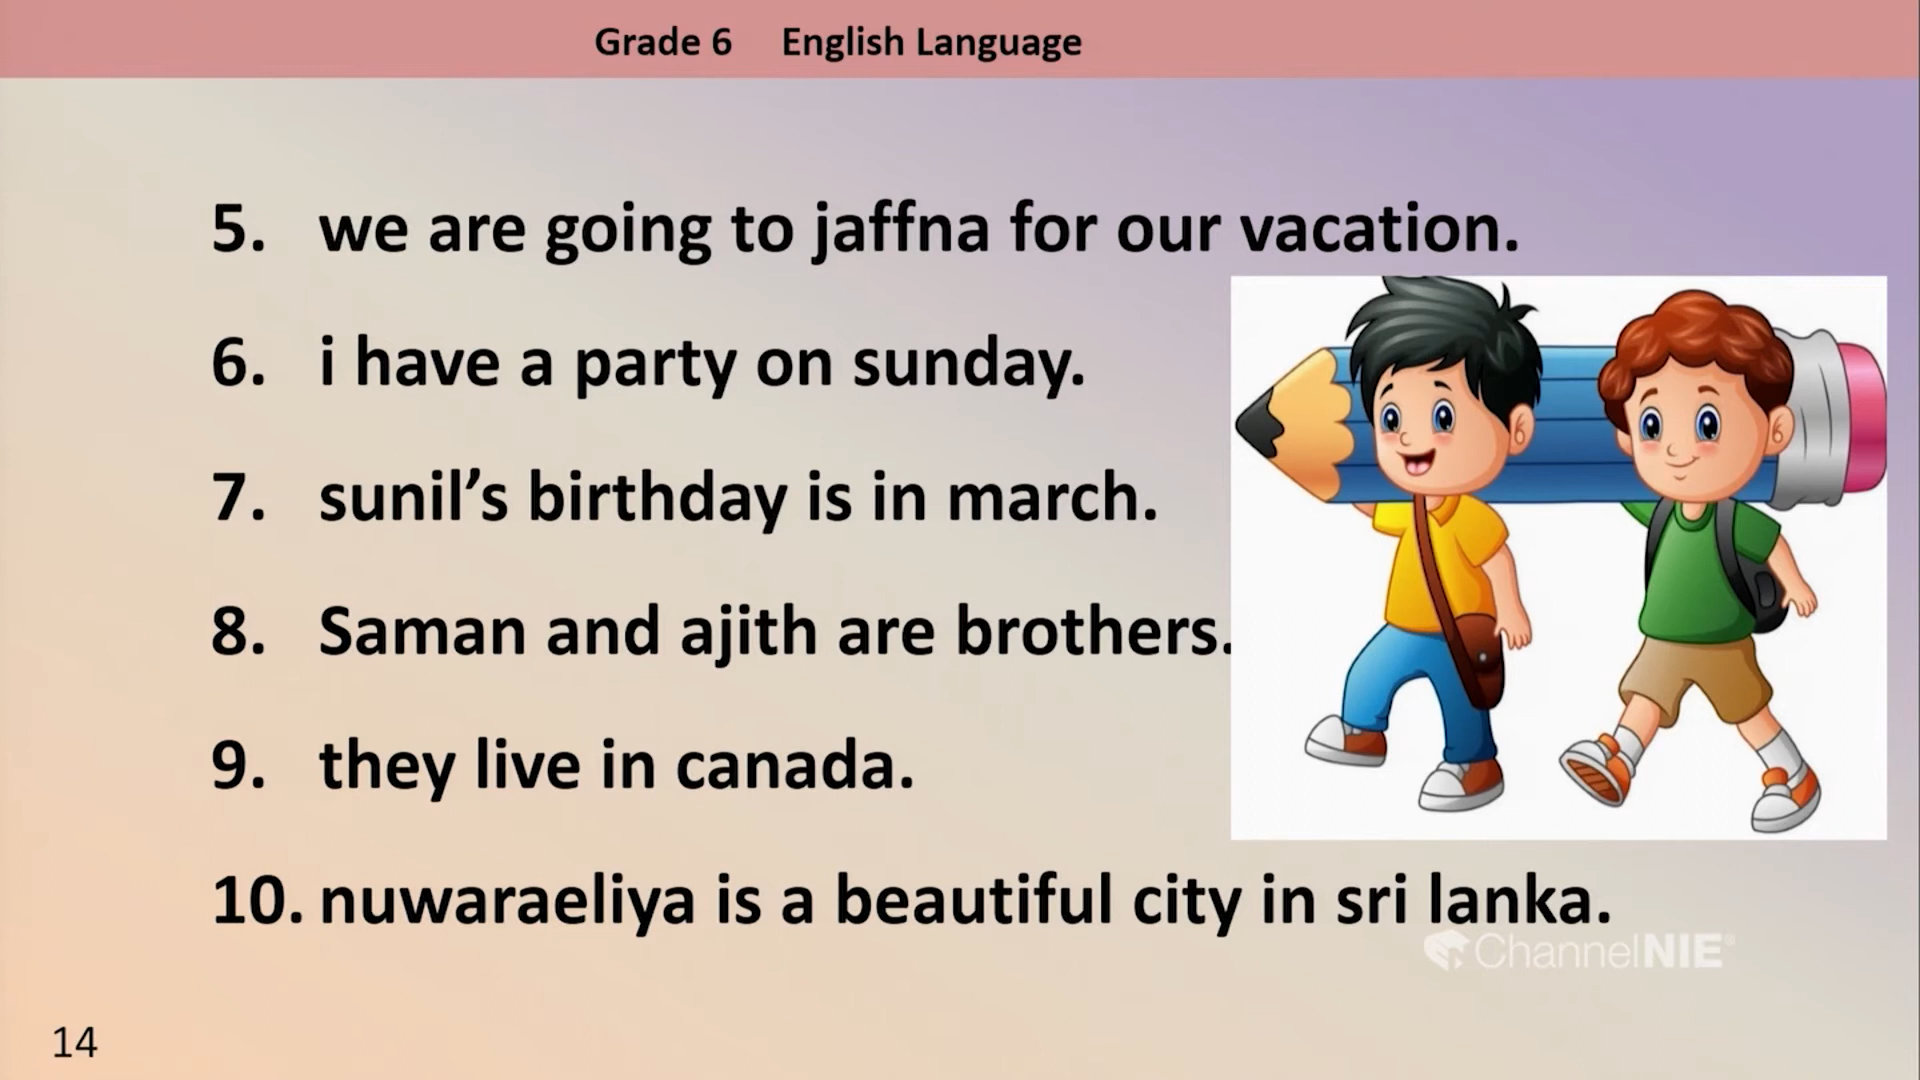 Grade 6 English Language
5. we are going to jaffna for our vacation.
6. i have a party on sunday.
7. sunil’s birthday is in march.
8. Saman and ajith are brothers.
9. they live in canada.
10. nuwaraeliya is a beautiful city in sri lanka.
ChannelNIE®
14